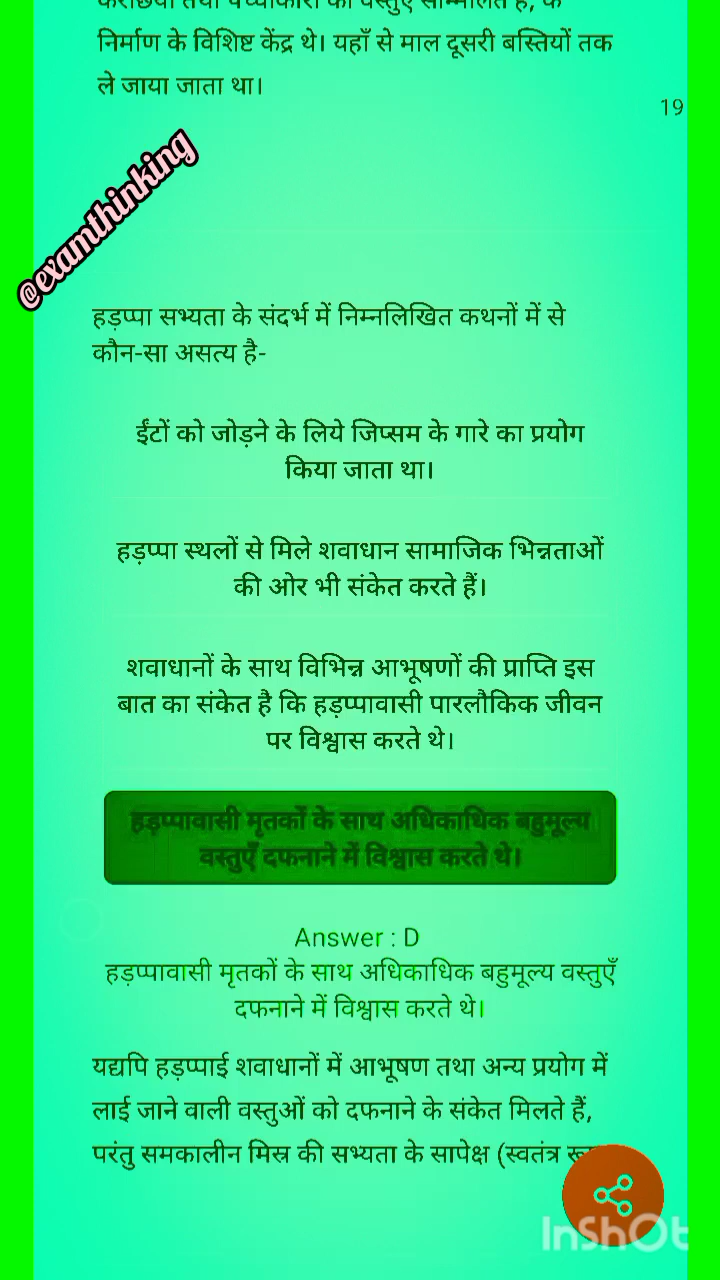 निर्माण के विशिष्ट केंद्र थे। यहाँ से माल दूसरी बस्तियों तक
ले जाया जाता था।
19
@examthinking
हड़प्पा सभ्यता के संदर्भ में निम्नलिखित कथनों में से
कौन-सा असत्य है-
ईंटों को जोड़ने के लिये जिप्सम के गारे का प्रयोग
किया जाता था।
हड़प्पा स्थलों से मिले शवाधान सामाजिक भिन्नताओं
की ओर भी संकेत करते हैं।
शवाधानों के साथ विभिन्न आभूषणों की प्राप्ति इस
बात का संकेत है कि हड़प्पावासी पारलौकिक जीवन
पर विश्वास करते थे।
हड़प्पावासी मृतकों के साथ अधिकाधिक बहुमूल्य
वस्तुएँ दफनाने में विश्वास करते थे।
Answer : D
हड़प्पावासी मृतकों के साथ अधिकाधिक बहुमूल्य वस्तुएँ
दफनाने में विश्वास करते थे।
यद्यपि हड़प्पाई शवाधानों में आभूषण तथा अन्य प्रयोग में
लाई जाने वाली वस्तुओं को दफनाने के संकेत मिलते हैं,
परंतु समकालीन मिस्र की सभ्यता के सापेक्ष (स्वतंत्र
InShOt